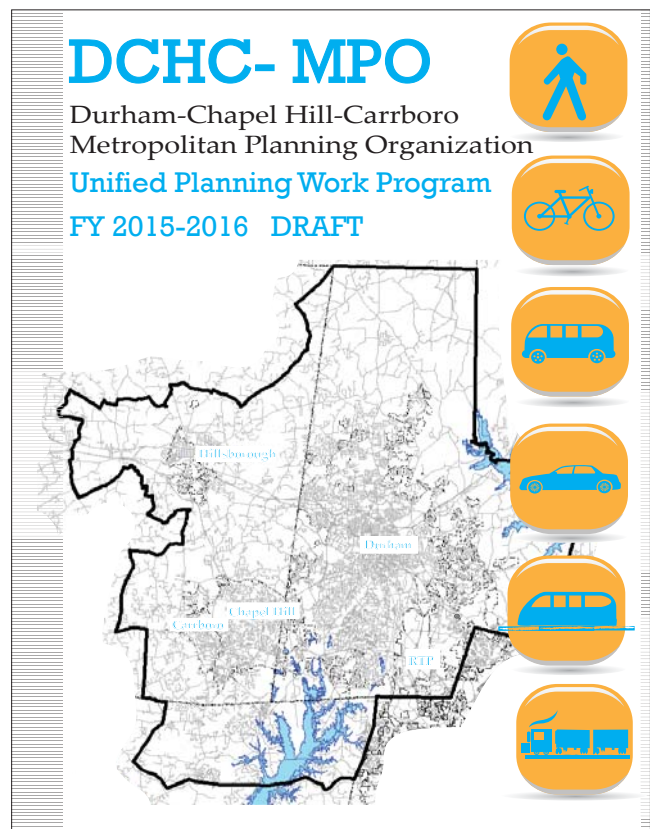 DCHC- MPO
Durham-Chapel Hill-Carrboro
Metropolitan Planning Organization
Unified Planning Work Program
FY 2015-2016 DRAFT
Hillsborough
Durham
Chapel Hill
Carrboro
RTP